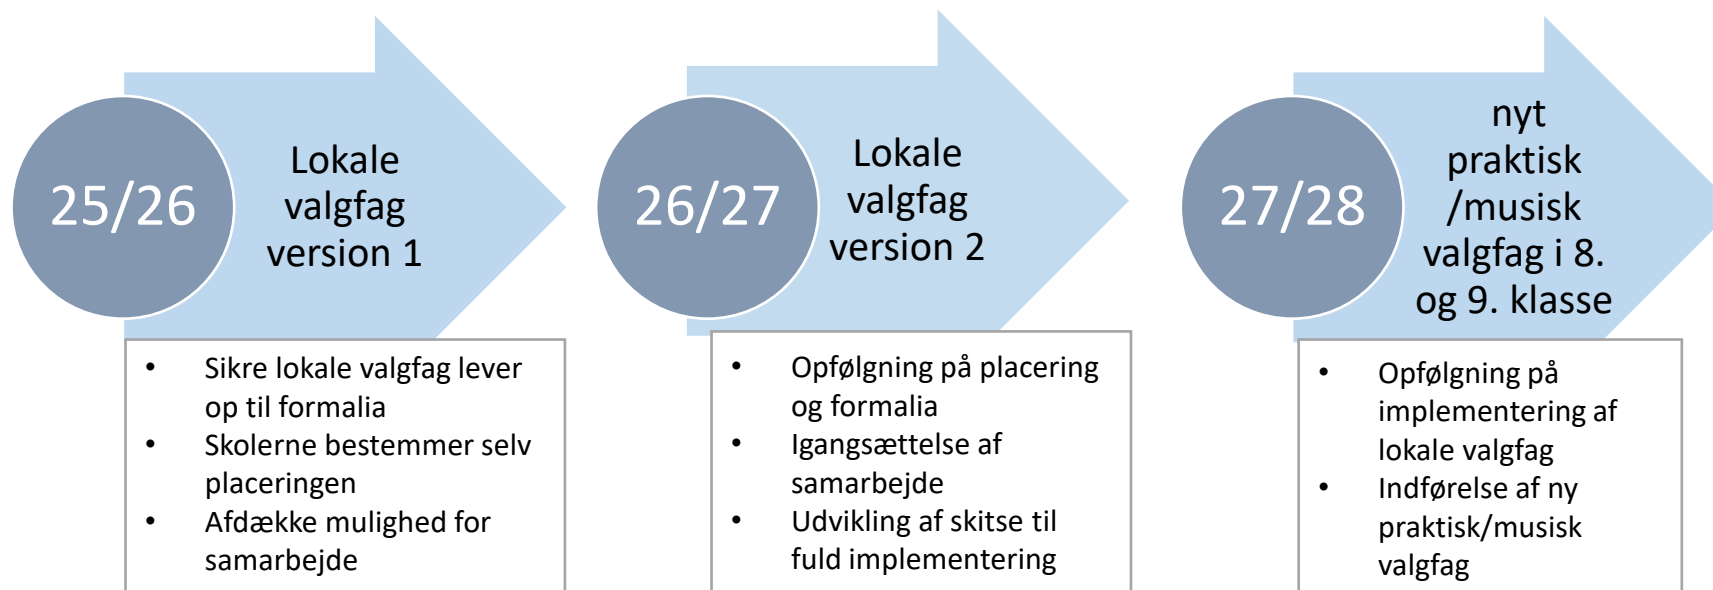 25/26
Lokale
valgfag
version 1
• Sikre lokale valgfag lever
op til formalia
• Skolerne bestemmer selv
placeringen
• Afdække mulighed for
samarbejde
26/27
Lokale
valgfag
version 2
• Opfølgning på placering
og formalia
• Igangsættelse af
samarbejde
• Udvikling af skitse til
fuld implementering
27/28
nyt
praktisk
/musisk
valgfag i 8.
og 9. klasse
• Opfølgning på
implementering af
lokale valgfag
• Indførelse af ny
praktisk/musisk
valgfag